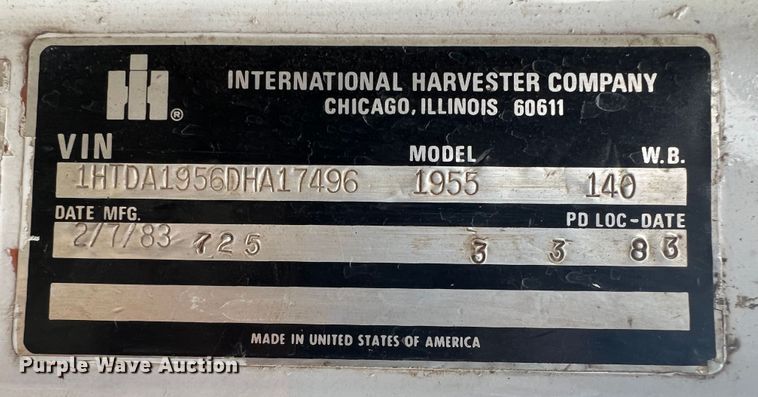 IH ®
INTERNATIONAL HARVESTER COMPANY
CHICAGO, ILLINOIS 60611
VIN MODEL W.B.
1HTDA1956DHA17496 1955 140
DATE MFG. PD LOC-DATE
2/7/83 725 3 3 83
MADE IN UNITED STATES OF AMERICA
Purple Wave Auction